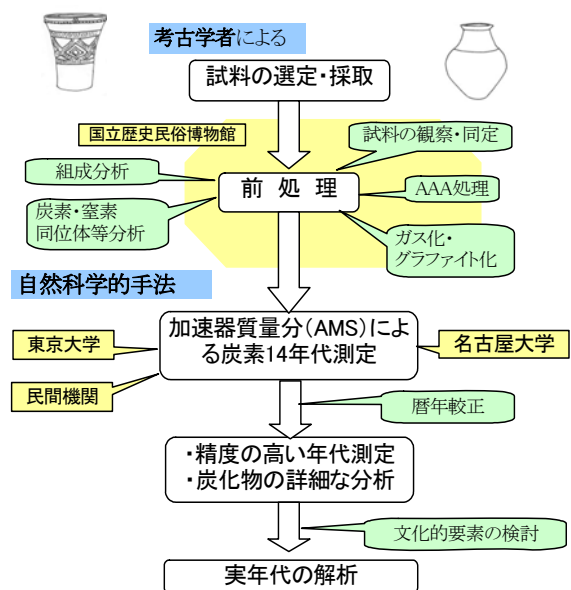 考古学者による
試料の選定・採取
国立歴史民俗博物館
試料の観察・同定
組成分析
前 処 理
AAA処理
炭素・窒素
同位体等分析
ガス化・
グラファイト化
自然科学的手法
加速器質量分(AMS)によ
る炭素14年代測定
東京大学
名古屋大学
民間機関
暦年較正
・精度の高い年代測定
・炭化物の詳細な分析
文化的要素の検討
実年代の解析